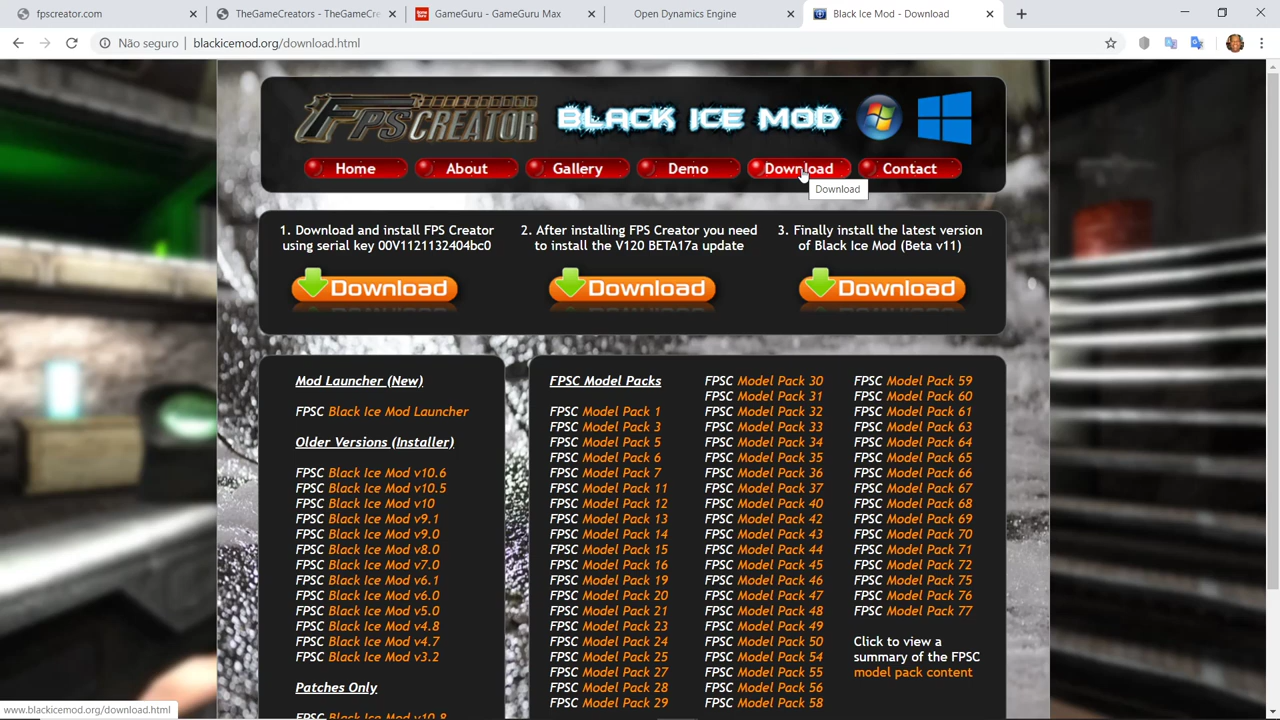 fpscreator.com
TheGameCreators - TheGameCre
GameGuru - GameGuru Max
Open Dynamics Engine
Black Ice Mod - Download
Não seguro
blackicemod.org/download.html
FPSCREATOR
BLACK ICE MOD
Home
About
Gallery
Demo
Download
Contact
Download
1. Download and install FPS Creator
using serial key 00V1121132404bc0
Download
2. After installing FPS Creator you need
to install the V120 BETA17a update
Download
3. Finally install the latest version
of Black Ice Mod (Beta v11)
Download
Mod Launcher (New)
FPSC Black Ice Mod Launcher
Older Versions (Installer)
FPSC Black Ice Mod v10.6
FPSC Black Ice Mod v10.5
FPSC Black Ice Mod v10
FPSC Black Ice Mod v9.1
FPSC Black Ice Mod v9.0
FPSC Black Ice Mod v8.0
FPSC Black Ice Mod v7.0
FPSC Black Ice Mod v6.1
FPSC Black Ice Mod v6.0
FPSC Black Ice Mod v5.0
FPSC Black Ice Mod v4.8
FPSC Black Ice Mod v4.7
FPSC Black Ice Mod v3.2
Patches Only
FPSC Black Ice Mod v10.8
FPSC Model Packs
FPSC Model Pack 1
FPSC Model Pack 3
FPSC Model Pack 5
FPSC Model Pack 6
FPSC Model Pack 7
FPSC Model Pack 11
FPSC Model Pack 12
FPSC Model Pack 13
FPSC Model Pack 14
FPSC Model Pack 15
FPSC Model Pack 16
FPSC Model Pack 19
FPSC Model Pack 20
FPSC Model Pack 21
FPSC Model Pack 23
FPSC Model Pack 24
FPSC Model Pack 25
FPSC Model Pack 27
FPSC Model Pack 28
FPSC Model Pack 29
FPSC Model Pack 30
FPSC Model Pack 31
FPSC Model Pack 32
FPSC Model Pack 33
FPSC Model Pack 34
FPSC Model Pack 35
FPSC Model Pack 36
FPSC Model Pack 37
FPSC Model Pack 40
FPSC Model Pack 42
FPSC Model Pack 43
FPSC Model Pack 44
FPSC Model Pack 45
FPSC Model Pack 46
FPSC Model Pack 47
FPSC Model Pack 48
FPSC Model Pack 49
FPSC Model Pack 50
FPSC Model Pack 54
FPSC Model Pack 55
FPSC Model Pack 56
FPSC Model Pack 58
FPSC Model Pack 59
FPSC Model Pack 60
FPSC Model Pack 61
FPSC Model Pack 63
FPSC Model Pack 64
FPSC Model Pack 65
FPSC Model Pack 66
FPSC Model Pack 67
FPSC Model Pack 68
FPSC Model Pack 69
FPSC Model Pack 70
FPSC Model Pack 71
FPSC Model Pack 72
FPSC Model Pack 75
FPSC Model Pack 76
FPSC Model Pack 77
Click to view a
summary of the FPSC
model pack content
www.blackicemod.org/download.html